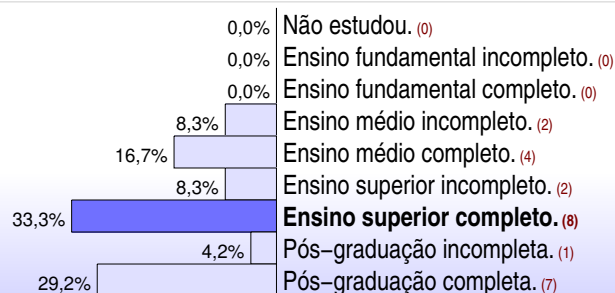 0,0% Não estudou. (0)
0,0% Ensino fundamental incompleto. (0)
0,0% Ensino fundamental completo. (0)
8,3% Ensino médio incompleto. (2)
16,7% Ensino médio completo. (4)
8,3% Ensino superior incompleto. (2)
33,3% Ensino superior completo. (8)
4,2% Pós−graduação incompleta. (1)
29,2% Pós−graduação completa. (7)